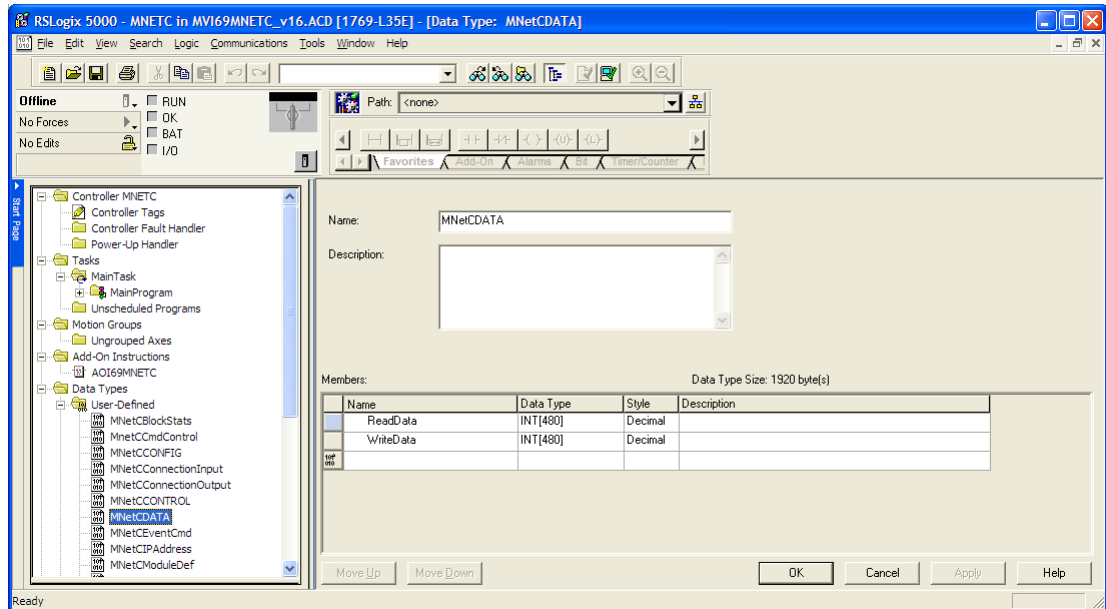 RSLogix 5000 - MNETC in MVI69MNETC_v16.ACD [1769-L35E] - [Data Type: MNetCDATA]
File Edit View Search Logic Communications Tools Window Help
Offline
RUN
No Forces
OK
No Edits
BAT
I/O
Path: <none>
Favorites Add-On Alarms Bit Timer/Counter
Start Page
Controller MNETC
Controller Tags
Controller Fault Handler
Power-Up Handler
Tasks
MainTask
MainProgram
Unscheduled Programs
Motion Groups
Ungrouped Axes
Add-On Instructions
AOI69MNETC
Data Types
User-Defined
MNetCBlockStats
MnetCCmdControl
MNetCCONFIG
MNetCConnectionInput
MNetCConnectionOutput
MNetCCONTROL
MNetCDATA
MNetCEventCmd
MNetCIPAddress
MNetCModuleDef
Name: MNetCDATA
Description:
Members: Data Type Size: 1920 byte(s)
Name Data Type Style Description
ReadData INT[480] Decimal
WriteData INT[480] Decimal
Move Up Move Down OK Cancel Apply Help
Ready